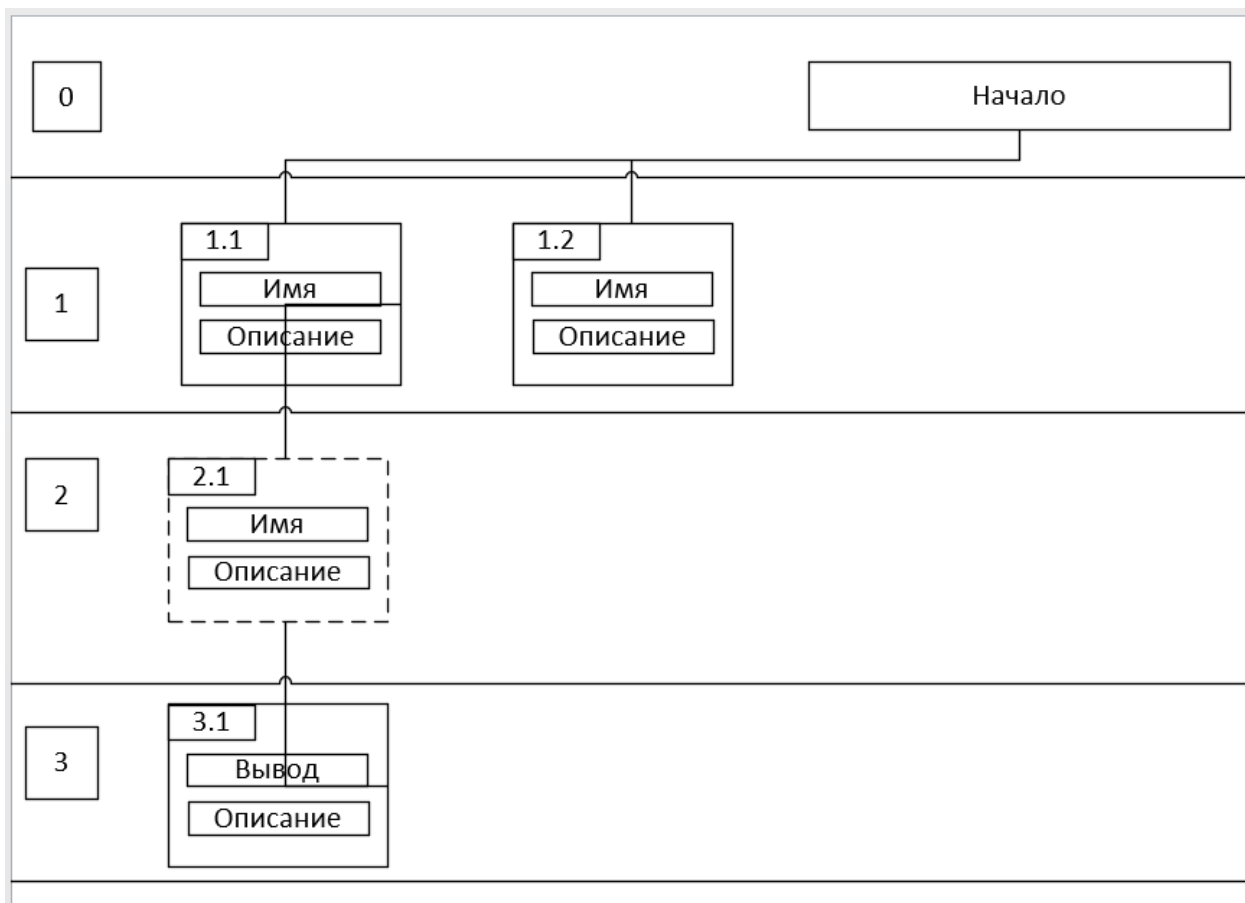 0
Начало
1
1.1
Имя
Описание
1.2
Имя
Описание
2
2.1
Имя
Описание
3
3.1
Вывод
Описание